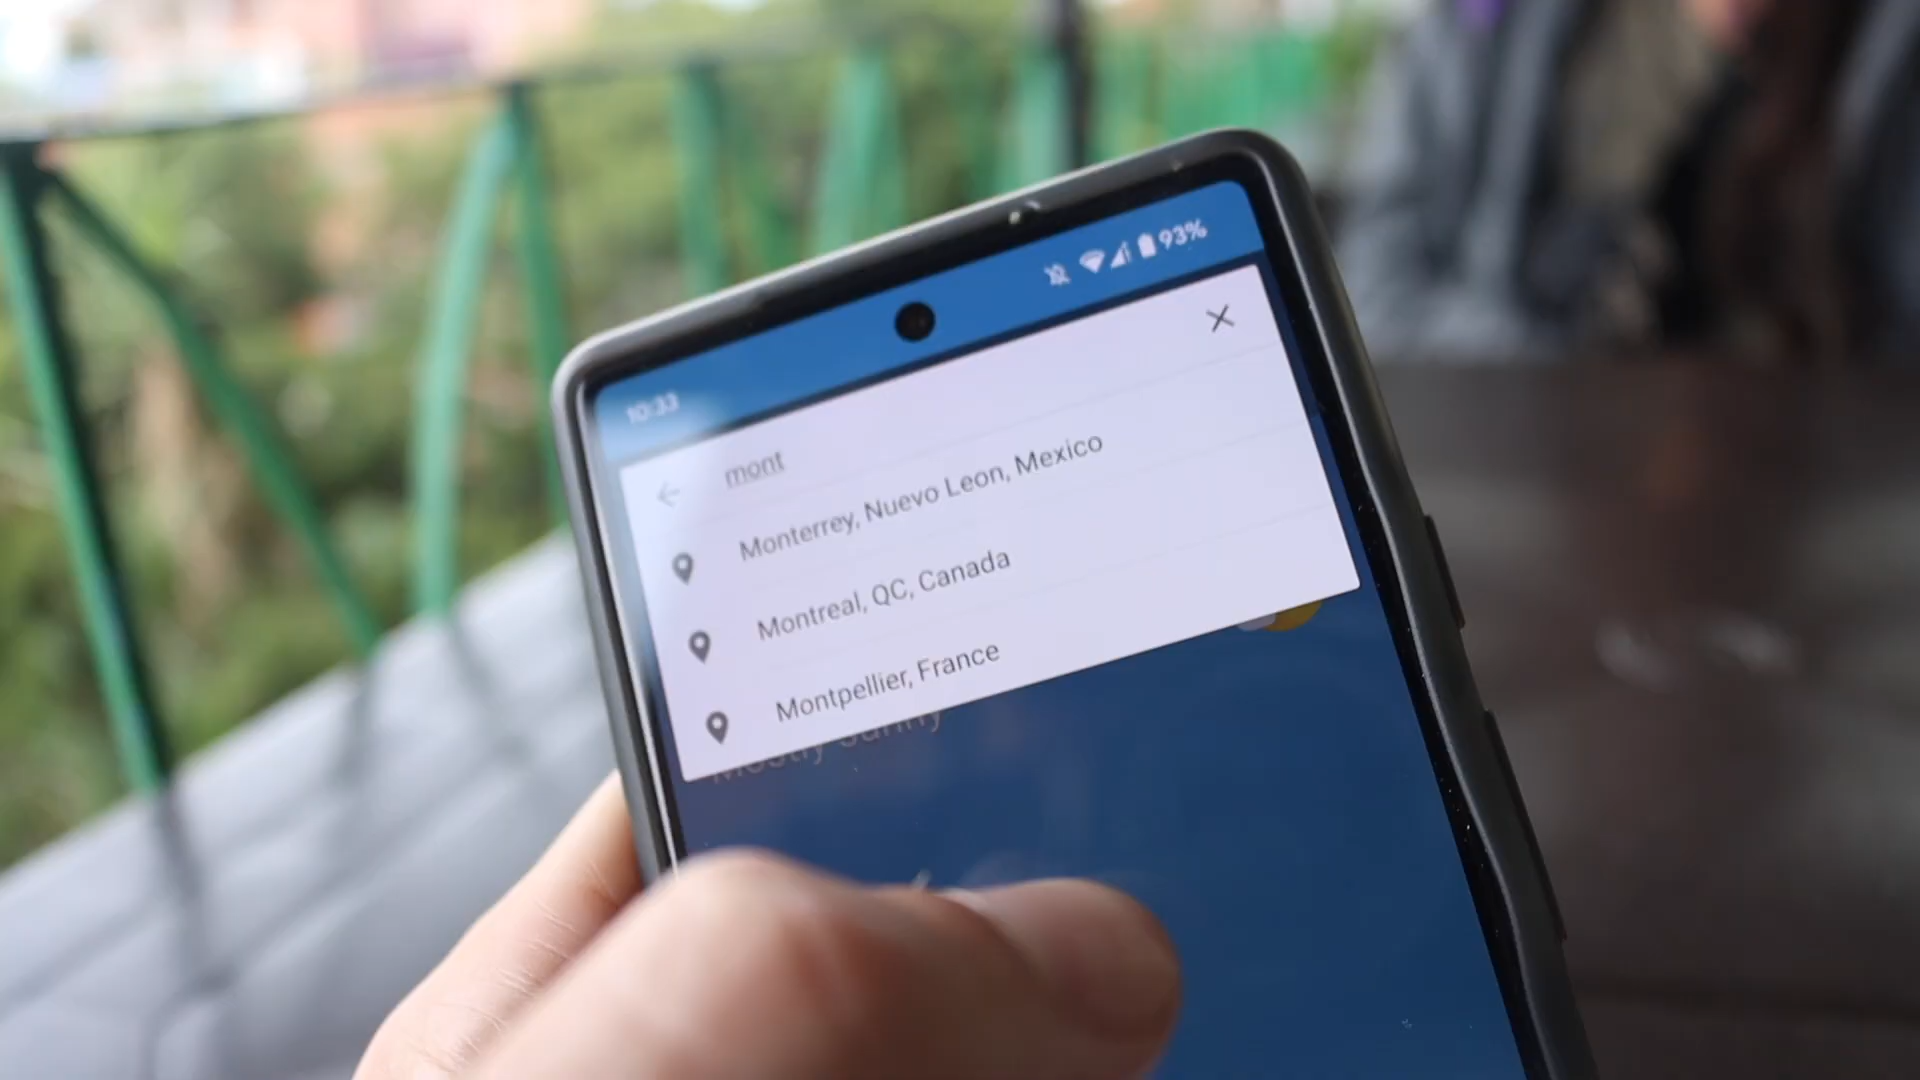 10:33
93%
mont
Monterrey, Nuevo Leon, Mexico
Montreal, QC, Canada
Montpellier, France
Mostly sunny